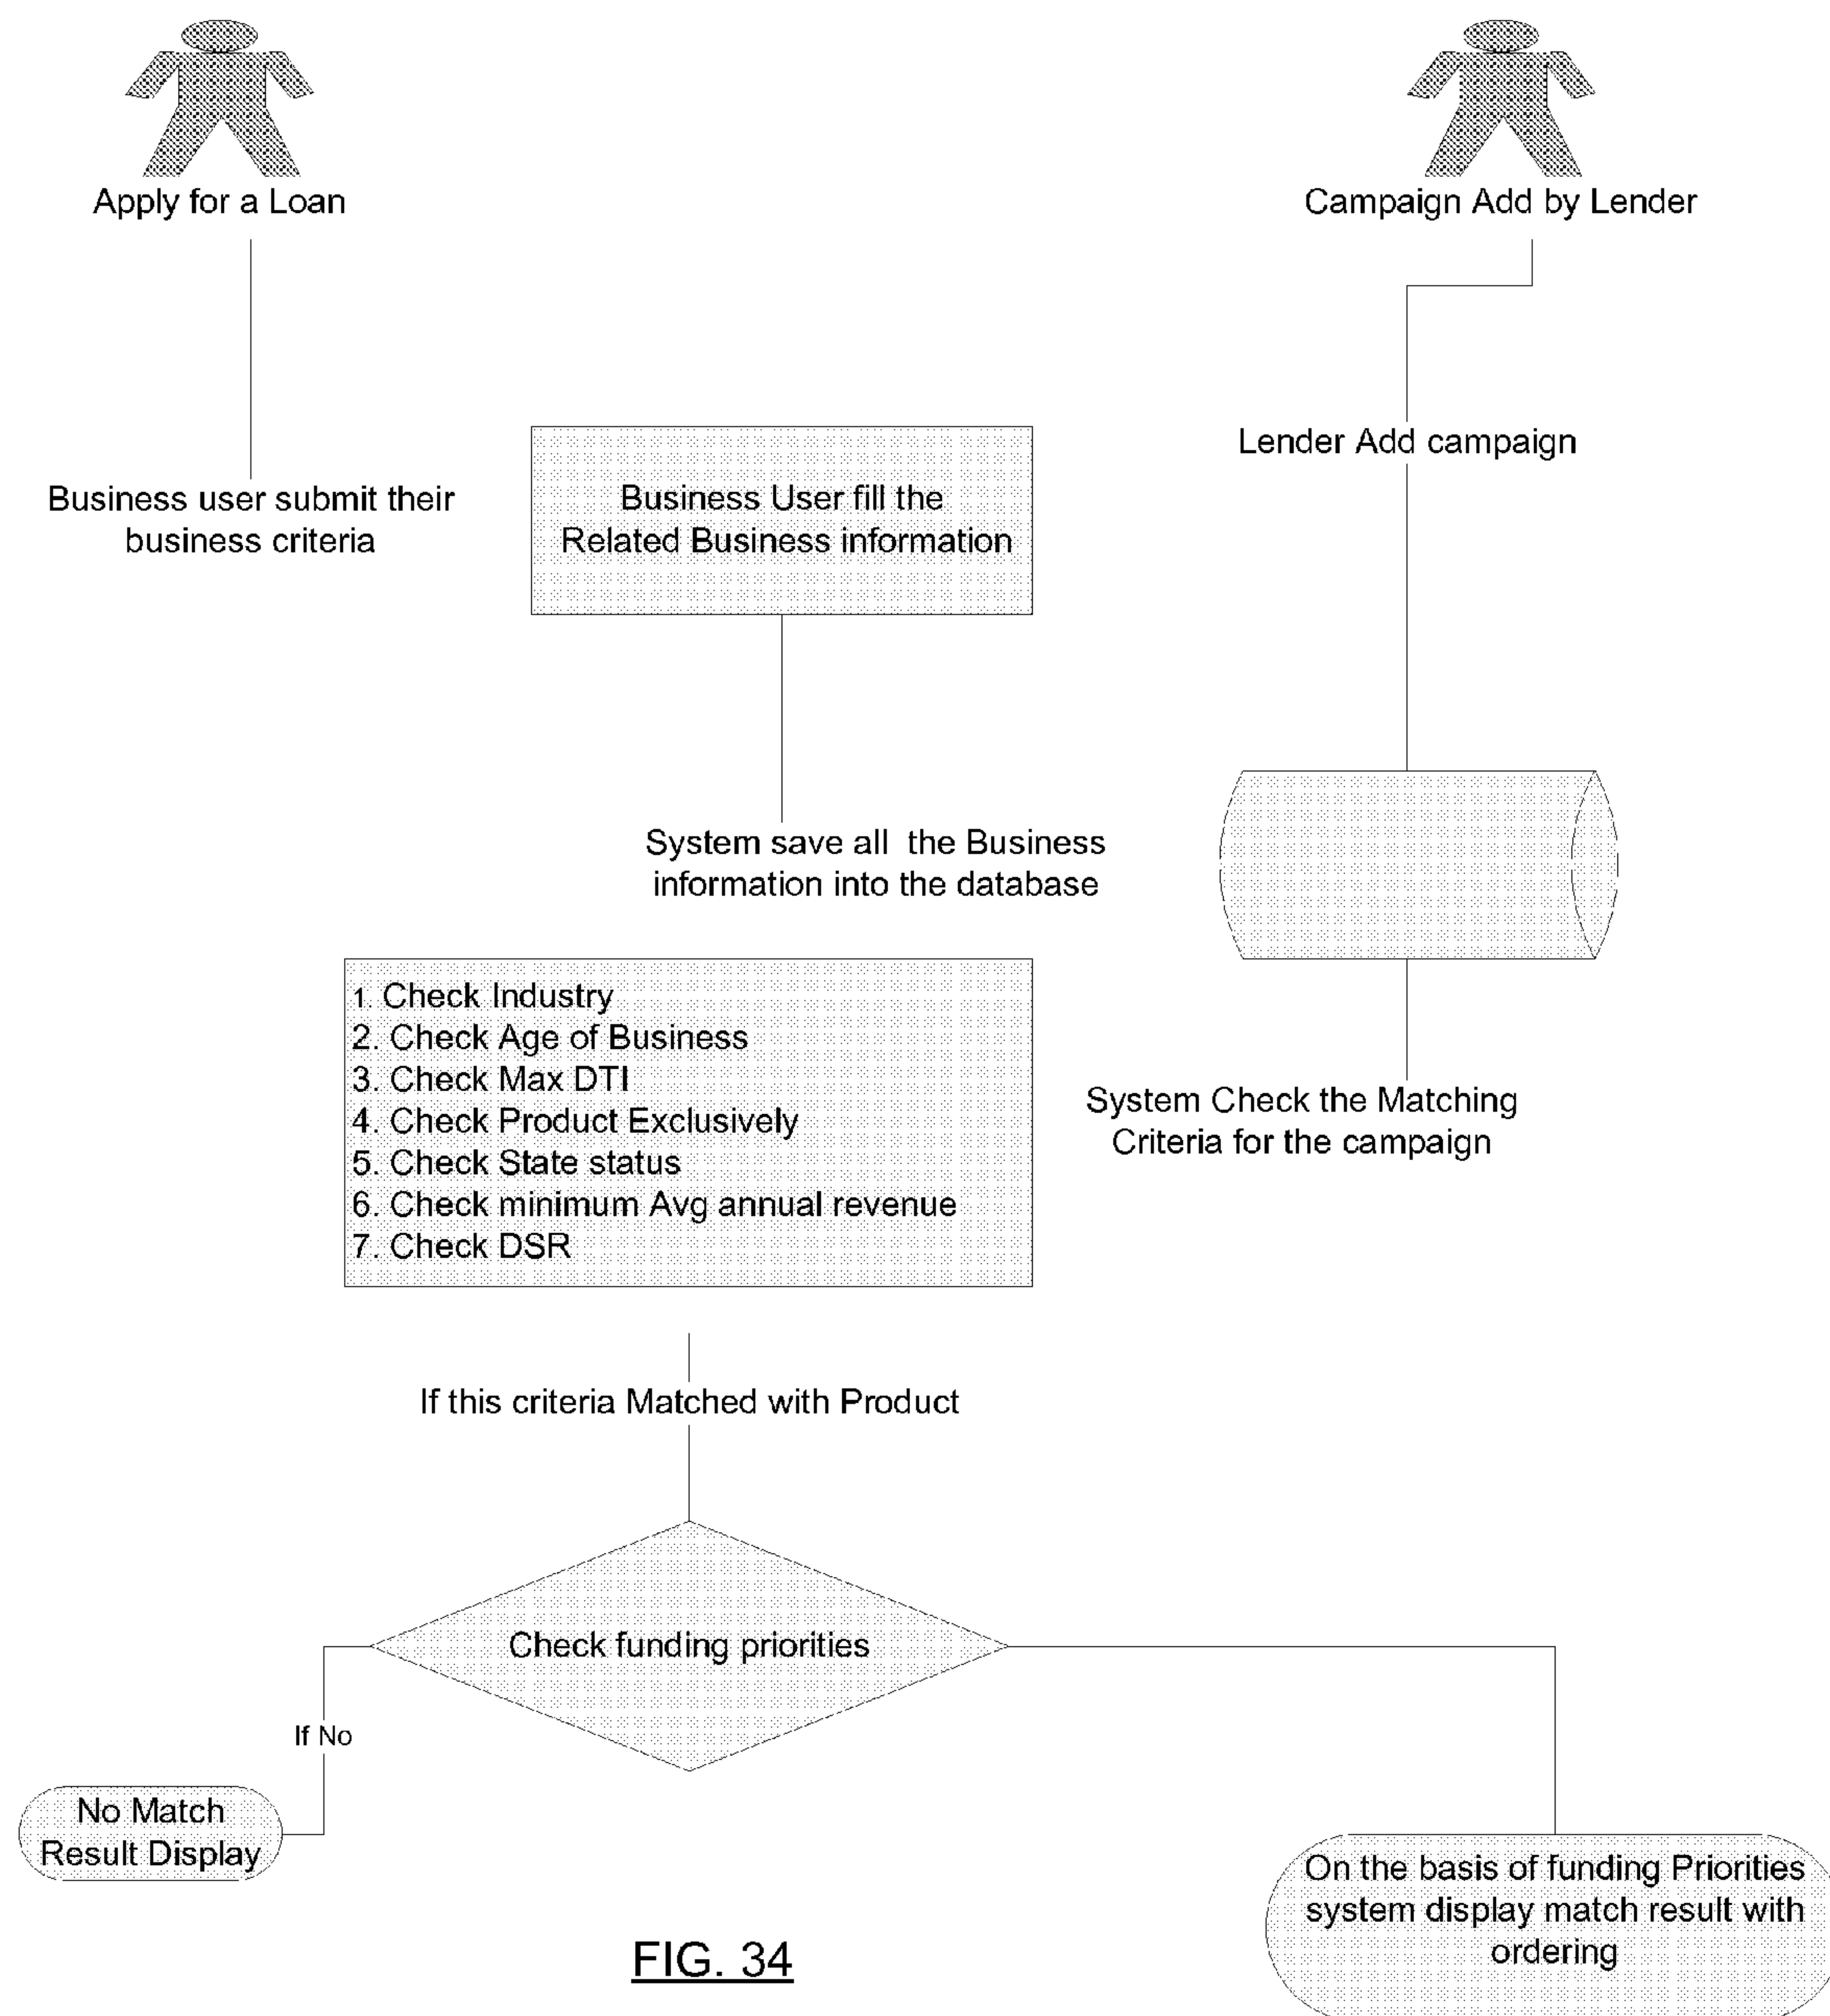 Apply for a Loan
Campaign Add by Lender
Lender Add campaign
Business user submit their
business criteria
Business User fill the
Related Business information
System save all the Business
information into the database
1. Check Industry
2. Check Age of Business
3. Check Max DTI
4. Check Product Exclusively
5. Check State status
6. Check minimum Avg annual revenue
7. Check DSR
System Check the Matching
Criteria for the campaign
If this criteria Matched with Product
Check funding priorities
If No
No Match
Result Display
On the basis of funding Priorities
system display match result with
ordering
FIG. 34